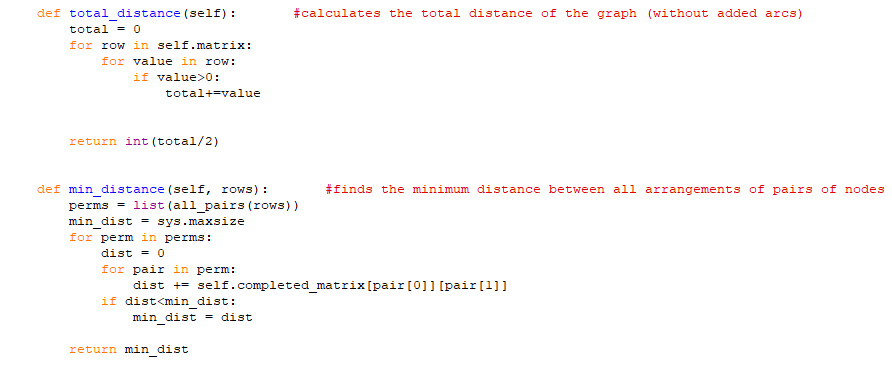 def total_distance(self):       #calculates the total distance of the graph (without added arcs)
    total = 0
    for row in self.matrix:
        for value in row:
            if value>0:
                total+=value
    return int(total/2)
def min_distance(self, rows):       #finds the minimum distance between all arrangements of pairs of nodes
    perms = list(all_pairs(rows))
    min_dist = sys.maxsize
    for perm in perms:
        dist = 0
        for pair in perm:
            dist += self.completed_matrix[pair[0]][pair[1]]
        if dist<min_dist:
            min_dist = dist
    return min_dist